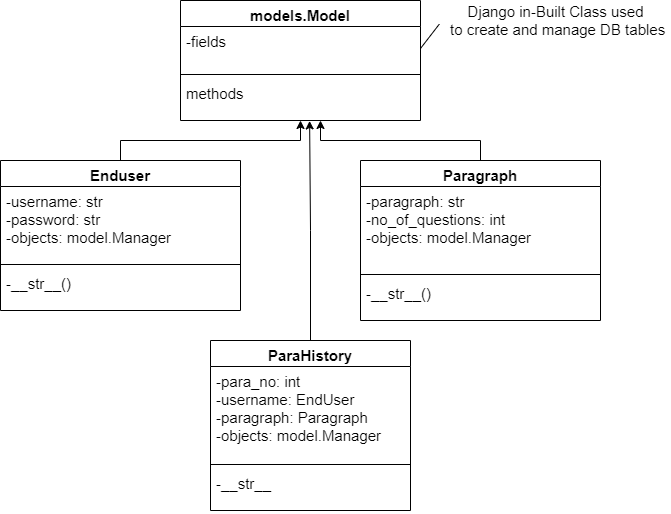 models.Model
-fields
methods
Django in-Built Class used
to create and manage DB tables
Enduser
-username: str
-password: str
-objects: model.Manager
-__str__()
Paragraph
-paragraph: str
-no_of_questions: int
-objects: model.Manager
-__str__()
ParaHistory
-para_no: int
-username: EndUser
-paragraph: Paragraph
-objects: model.Manager
-__str__